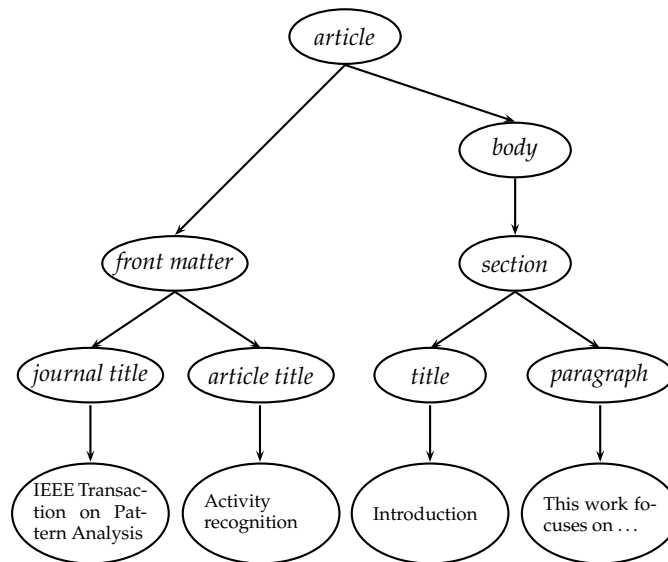 article
body
front matter
section
journal title
article title
title
paragraph
IEEE Transac-
tion on Pat-
tern Analysis
Activity
recognition
Introduction
This work fo-
cuses on ...